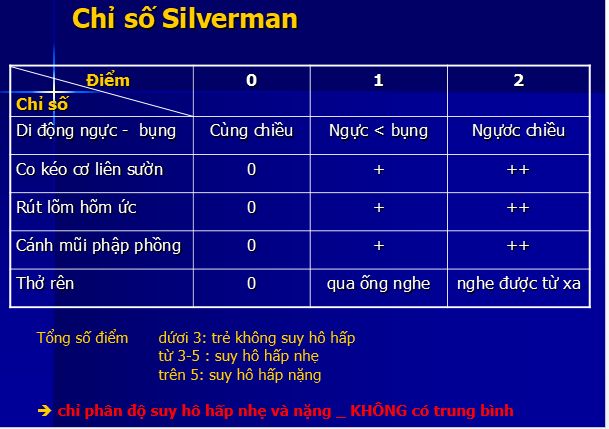 Chỉ số Silverman
Điểm 0 1 2
Chỉ số
Di động ngực - bụng Cùng chiều Ngực < bụng Ngươc chiều
Co kéo cơ liên sườn 0 + ++
Rút lõm hõm ức 0 + ++
Cánh mũi phập phồng 0 + ++
Thở rên 0 qua ống nghe nghe được từ xa
Tổng số điểm dưới 3: trẻ không suy hô hấp
từ 3-5 : suy hô hấp nhẹ
trên 5: suy hô hấp nặng
➔ chỉ phân độ suy hô hấp nhẹ và nặng _ KHÔNG có trung bình